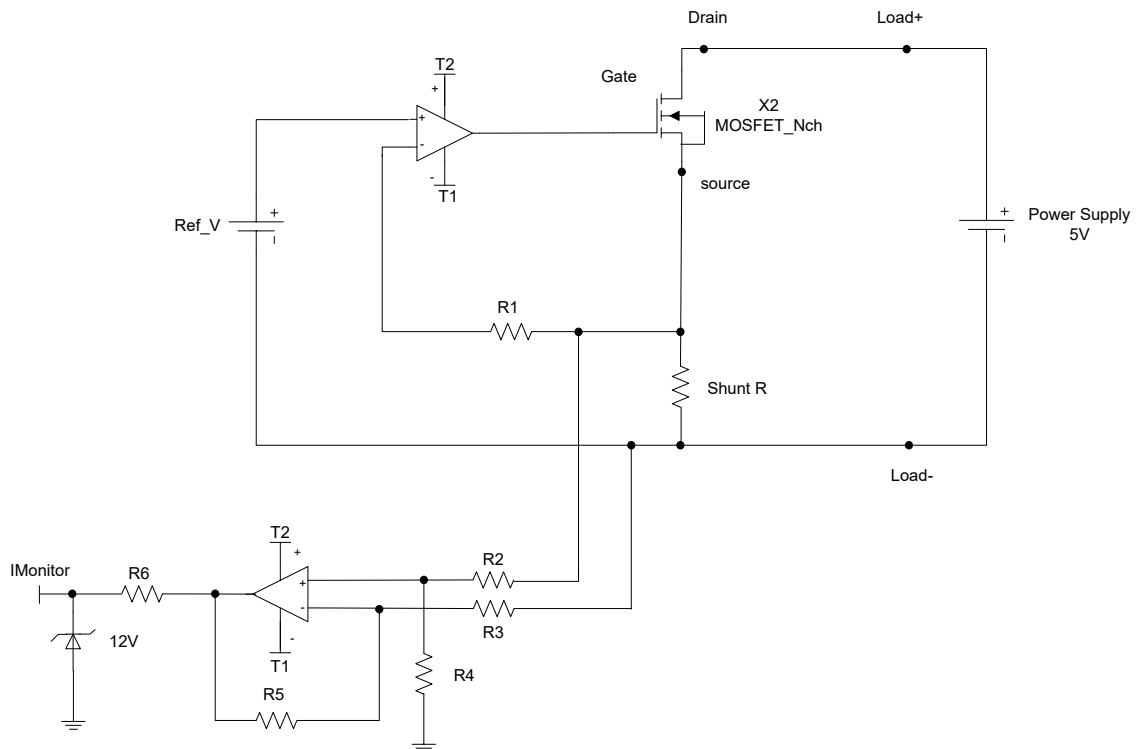 Drain
Load+
T2
+
Gate
X2
MOSFET_Nch
+
-
-
T1
source
Ref_V
+
-
+
-
Power Supply
5V
R1
Shunt R
Load-
T2
+
IMonitor
R6
R2
+
-
R3
12V
-
T1
R4
R5